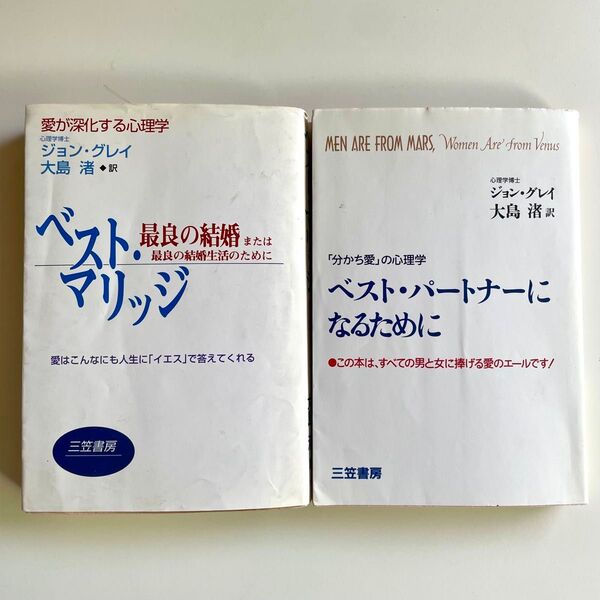 愛が深化する心理学
心理学博士
ジョン・グレイ
大島 渚◆訳
ベスト・
マリッジ
最良の結婚または
最良の結婚生活のために
愛はこんなにも人生に「イエス」で答えてくれる
三笠書房
MEN ARE FROM MARS, Women Are from Venus
心理学博士
ジョン・グレイ
大島 渚 訳
「分かち愛」の心理学
ベスト・パートナーに
なるために
●この本は、すべての男と女に捧げる愛のエールです!
三笠書房